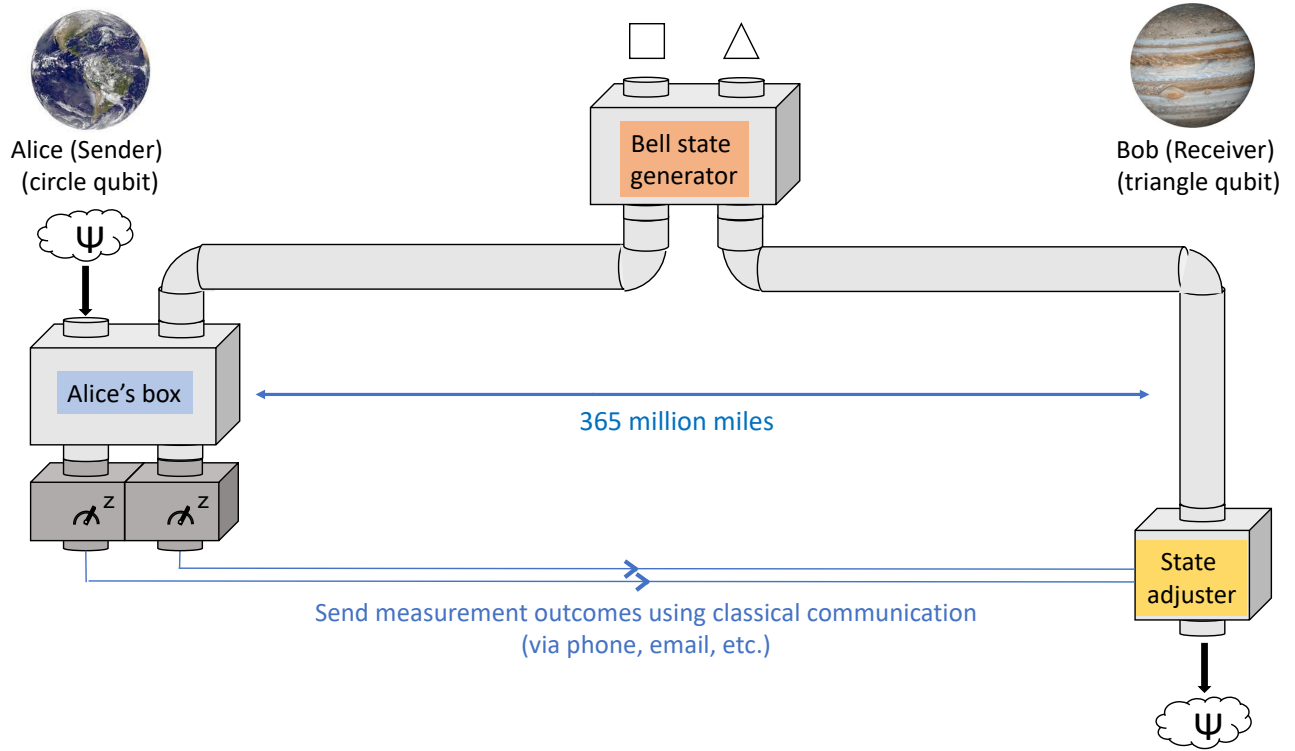 Alice (Sender)
(circle qubit)
Ψ
Bell state
generator
Bob (Receiver)
(triangle qubit)
Alice's box
365 million miles
Z
Z
State
adjuster
Send measurement outcomes using classical communication
(via phone, email, etc.)
Ψ